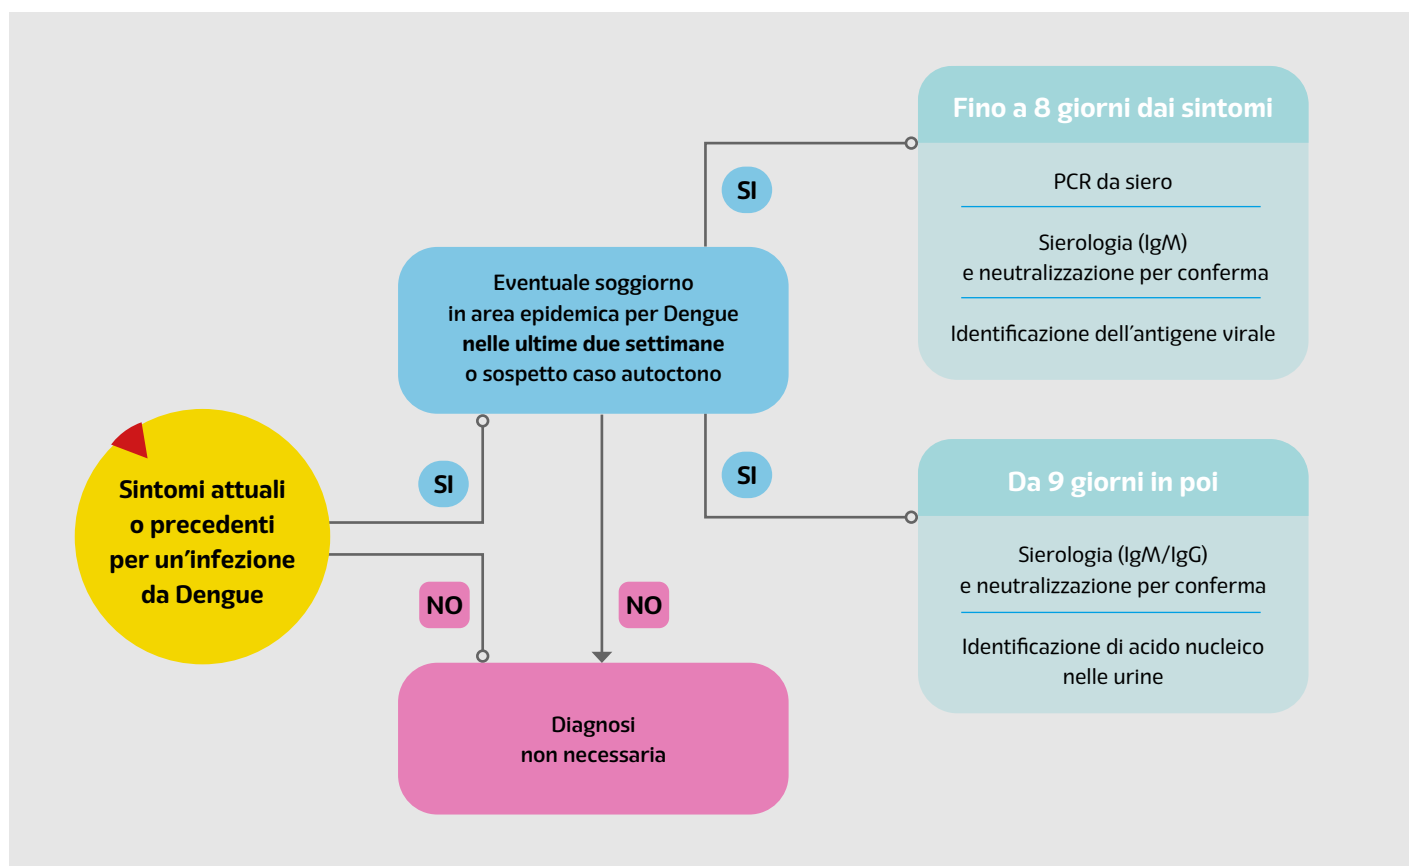 Sintomi attuali
o precedenti
per un’infezione
da Dengue
SI
NO
Eventuale soggiorno
in area epidemica per Dengue
nelle ultime due settimane
o sospetto caso autoctono
SI
SI
NO
Diagnosi
non necessaria
Fino a 8 giorni dai sintomi
PCR da siero
Sierologia (IgM)
e neutralizzazione per conferma
Identificazione dell’antigene virale
Da 9 giorni in poi
Sierologia (IgM/IgG)
e neutralizzazione per conferma
Identificazione di acido nucleico
nelle urine